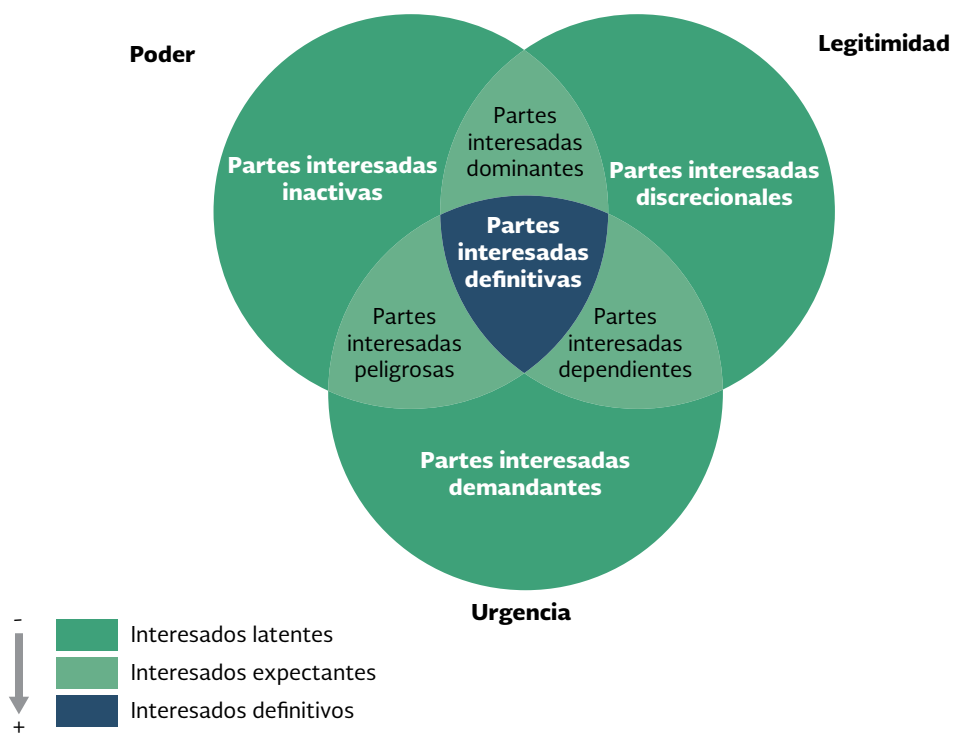 Poder
Legitimidad
Partes
interesadas
dominantes
Partes interesadas
inactivas
Partes interesadas
discrecionales
Partes
interesadas
definitivas
Partes
interesadas
peligrosas
Partes
interesadas
dependientes
Partes interesadas
demandantes
Urgencia
-
Interesados latentes
Interesados expectantes
Interesados definitivos
+